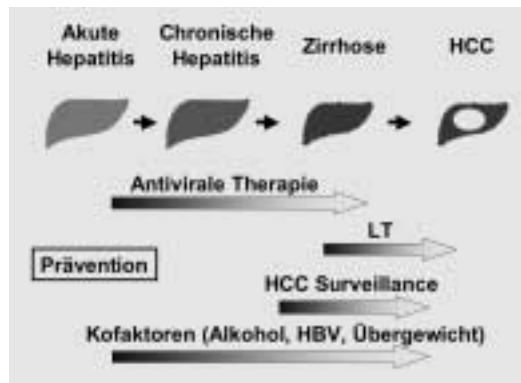 Akute
Hepatitis
Chronische
Hepatitis
Zirrhose
HCC
Antivirale Therapie
LT
Prävention
HCC Surveillance
Kofaktoren (Alkohol, HBV, Übergewicht)